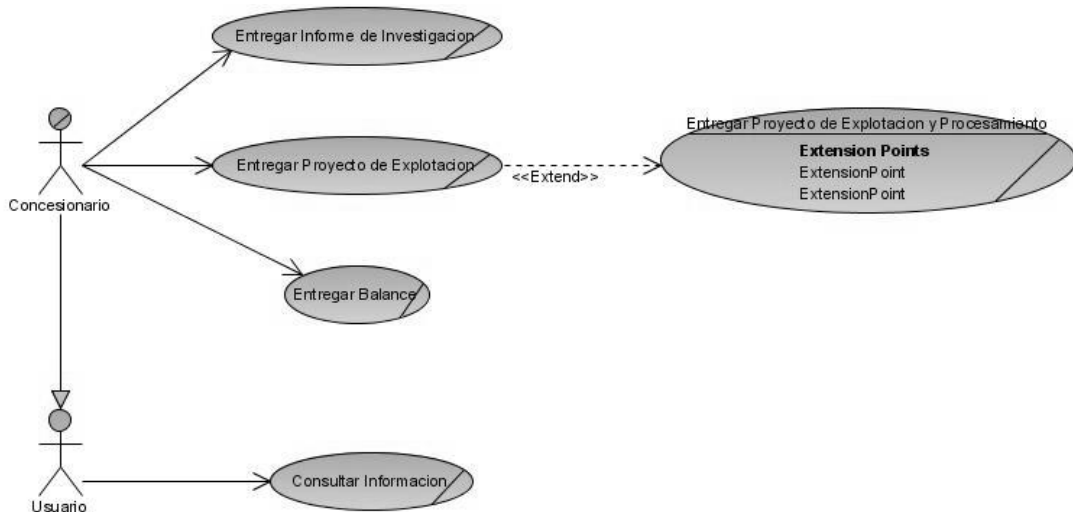 Entregar Informe de Investigacion
Concesionario
Entregar Proyecto de Explotacion
<<Extend>>
Entregar Proyecto de Explotacion y Procesamiento
Extension Points
ExtensionPoint
ExtensionPoint
Entregar Balance
Usuario
Consultar Informacion